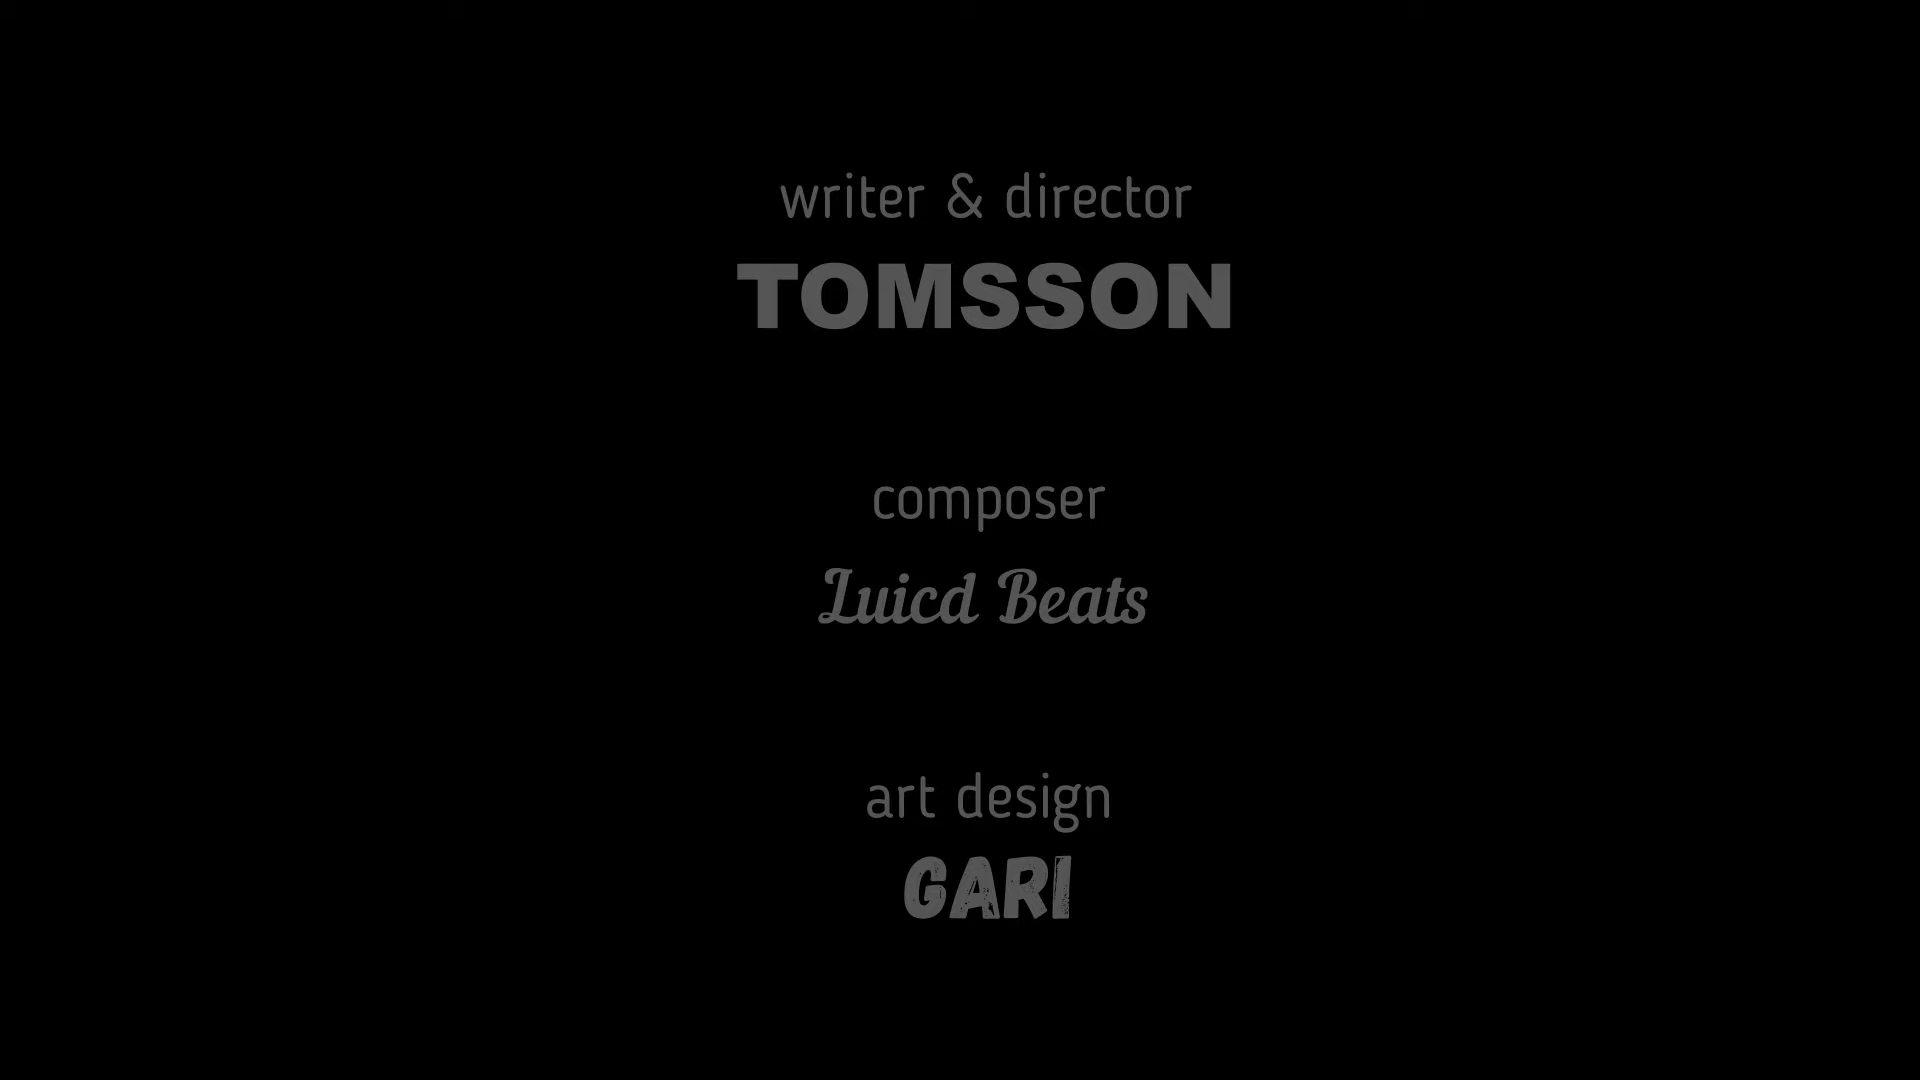 writer & director
TOMSSON
composer
Luicd Beats
art design
GARI